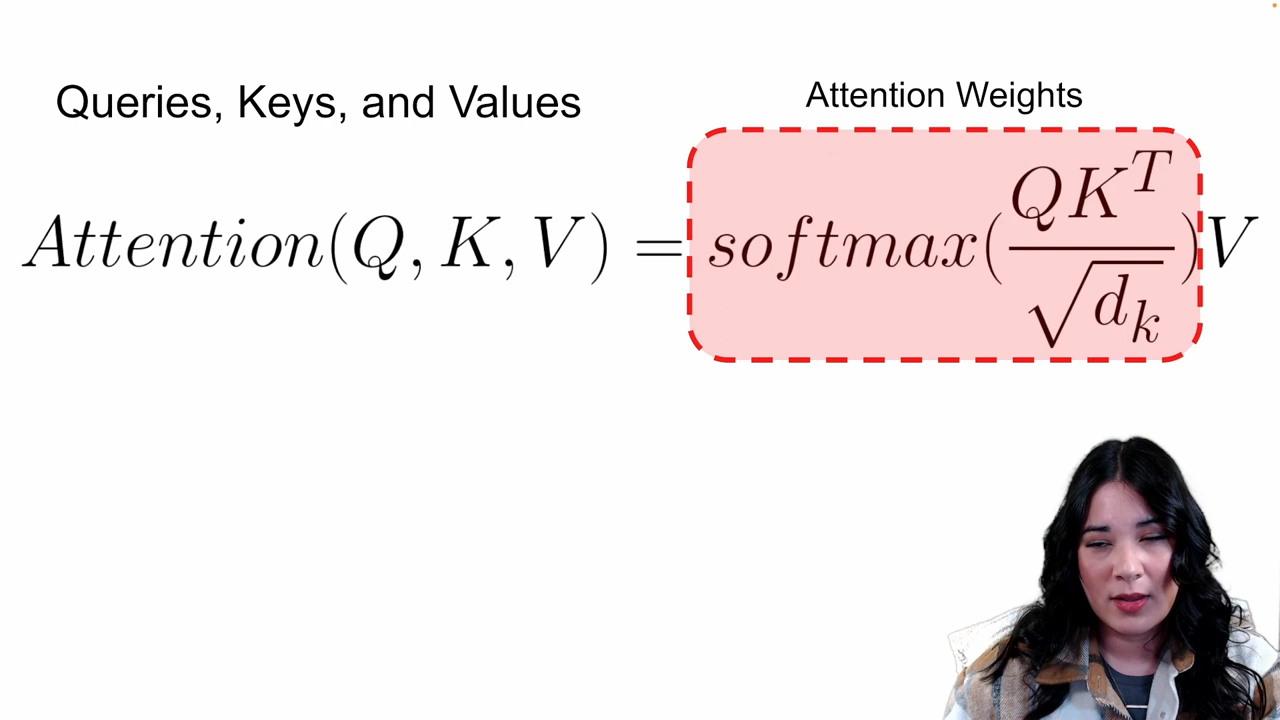 Queries, Keys, and Values
Attention Weights
Attention(Q, K, V) = softmax(QK^T / √d_k)V